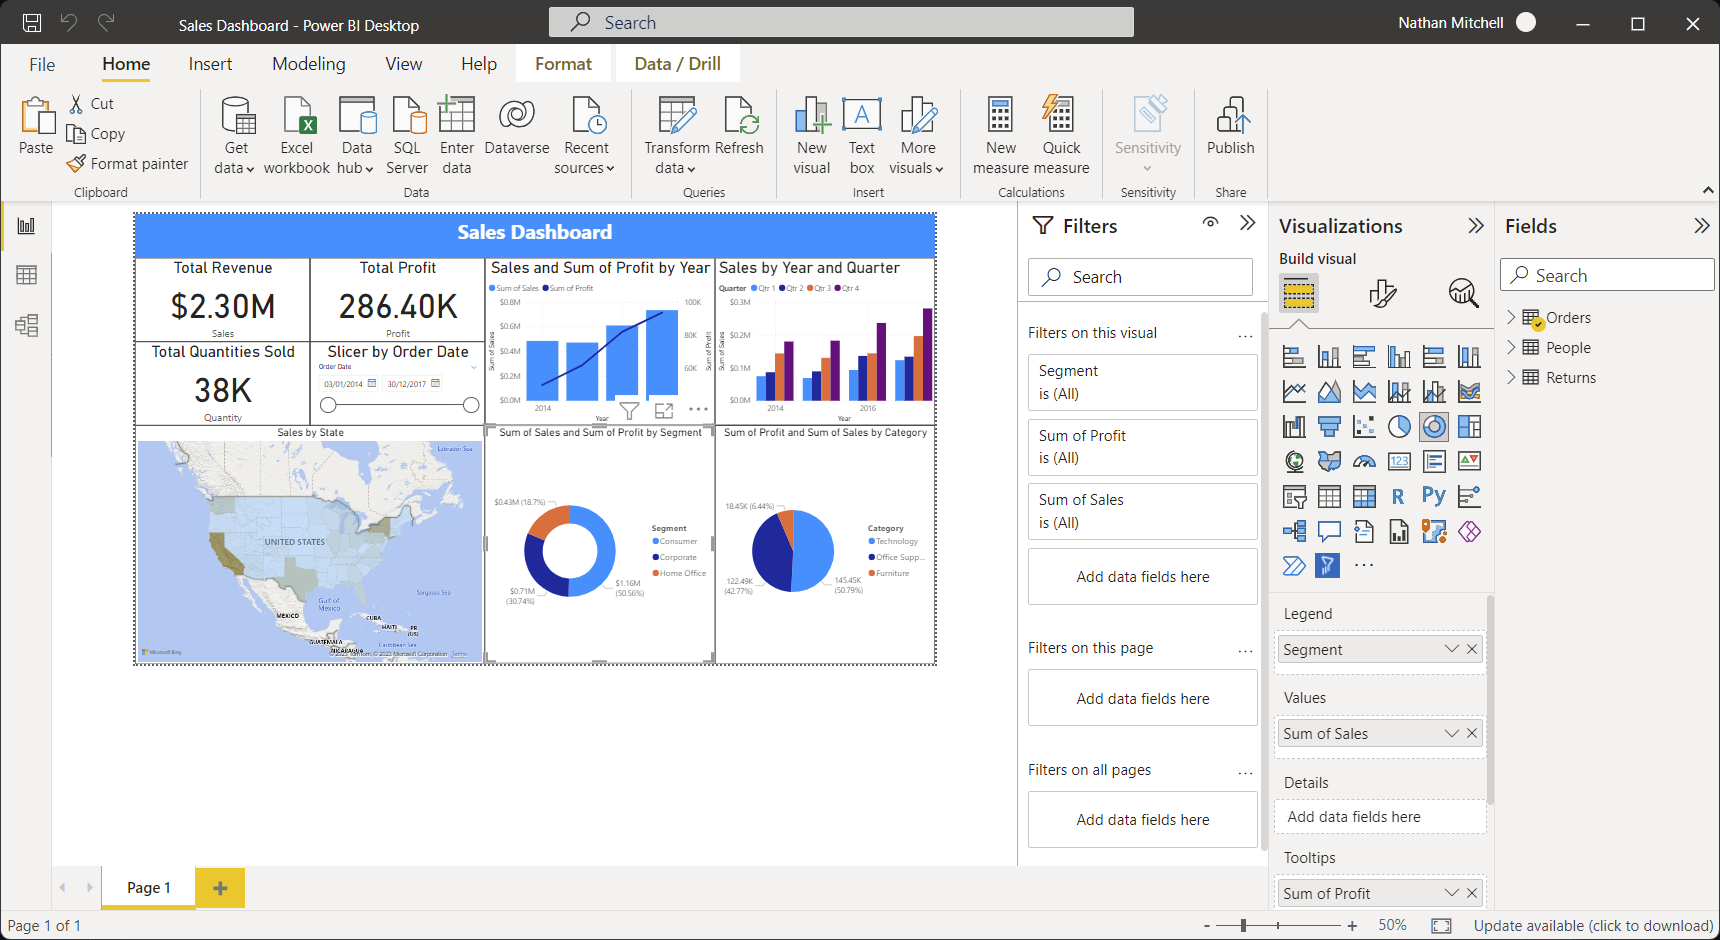 Sales Dashboard - Power BI Desktop
Search
Nathan Mitchell
File
Home
Insert
Modeling
View
Help
Format
Data / Drill
Paste
Cut
Copy
Format painter
Clipboard
Get data
Excel workbook
Data hub
SQL Server
Enter data
Dataverse
Recent sources
Data
Transform data
Refresh
Queries
New visual
Text box
More visuals
Insert
New measure
Quick measure
Calculations
Sensitivity
Sensitivity
Publish
Share
Sales Dashboard
Total Revenue
$2.30M
Sales
Total Profit
286.40K
Profit
Total Quantities Sold
38K
Quantity
Slicer by Order Date
Order Date
03/01/2014
30/12/2017
Sales and Sum of Profit by Year
Sum of Sales
Sum of Profit
$0.8M
$0.6M
$0.4M
$0.2M
$0.0M
Sum of Sales
100K
80K
60K
Sum of Profit
2014
Year
Sales by Year and Quarter
Quarter
Qtr 1
Qtr 2
Qtr 3
Qtr 4
$0.3M
$0.2M
$0.1M
$0.0M
Sum of Sales
2014
2016
Year
Sales by State
Labrador Sea
UNITED STATES
Gulf of Mexico
Sargasso Sea
MEXICO
CUBA
HAITI
PR (US)
GUATEMALA
Caribbean Sea
NICARAGUA
Microsoft Bing
© 2023 TomTom, © 2023 Microsoft Corporation
Terms
Sum of Sales and Sum of Profit by Segment
$0.43M (18.7%)
$0.71M (30.74%)
$1.16M (50.56%)
Segment
Consumer
Corporate
Home Office
Sum of Profit and Sum of Sales by Category
18.45K (6.44%)
122.49K (42.77%)
145.45K (50.79%)
Category
Technology
Office Supp...
Furniture
Filters
Search
Filters on this visual
...
Segment
is (All)
Sum of Profit
is (All)
Sum of Sales
is (All)
Add data fields here
Filters on this page
...
Add data fields here
Filters on all pages
...
Add data fields here
Visualizations
Build visual
123
R
Py
...
Legend
Segment
Values
Sum of Sales
Details
Add data fields here
Tooltips
Sum of Profit
Fields
Search
Orders
People
Returns
Page 1
+
Page 1 of 1
-
+
50%
Update available (click to download)